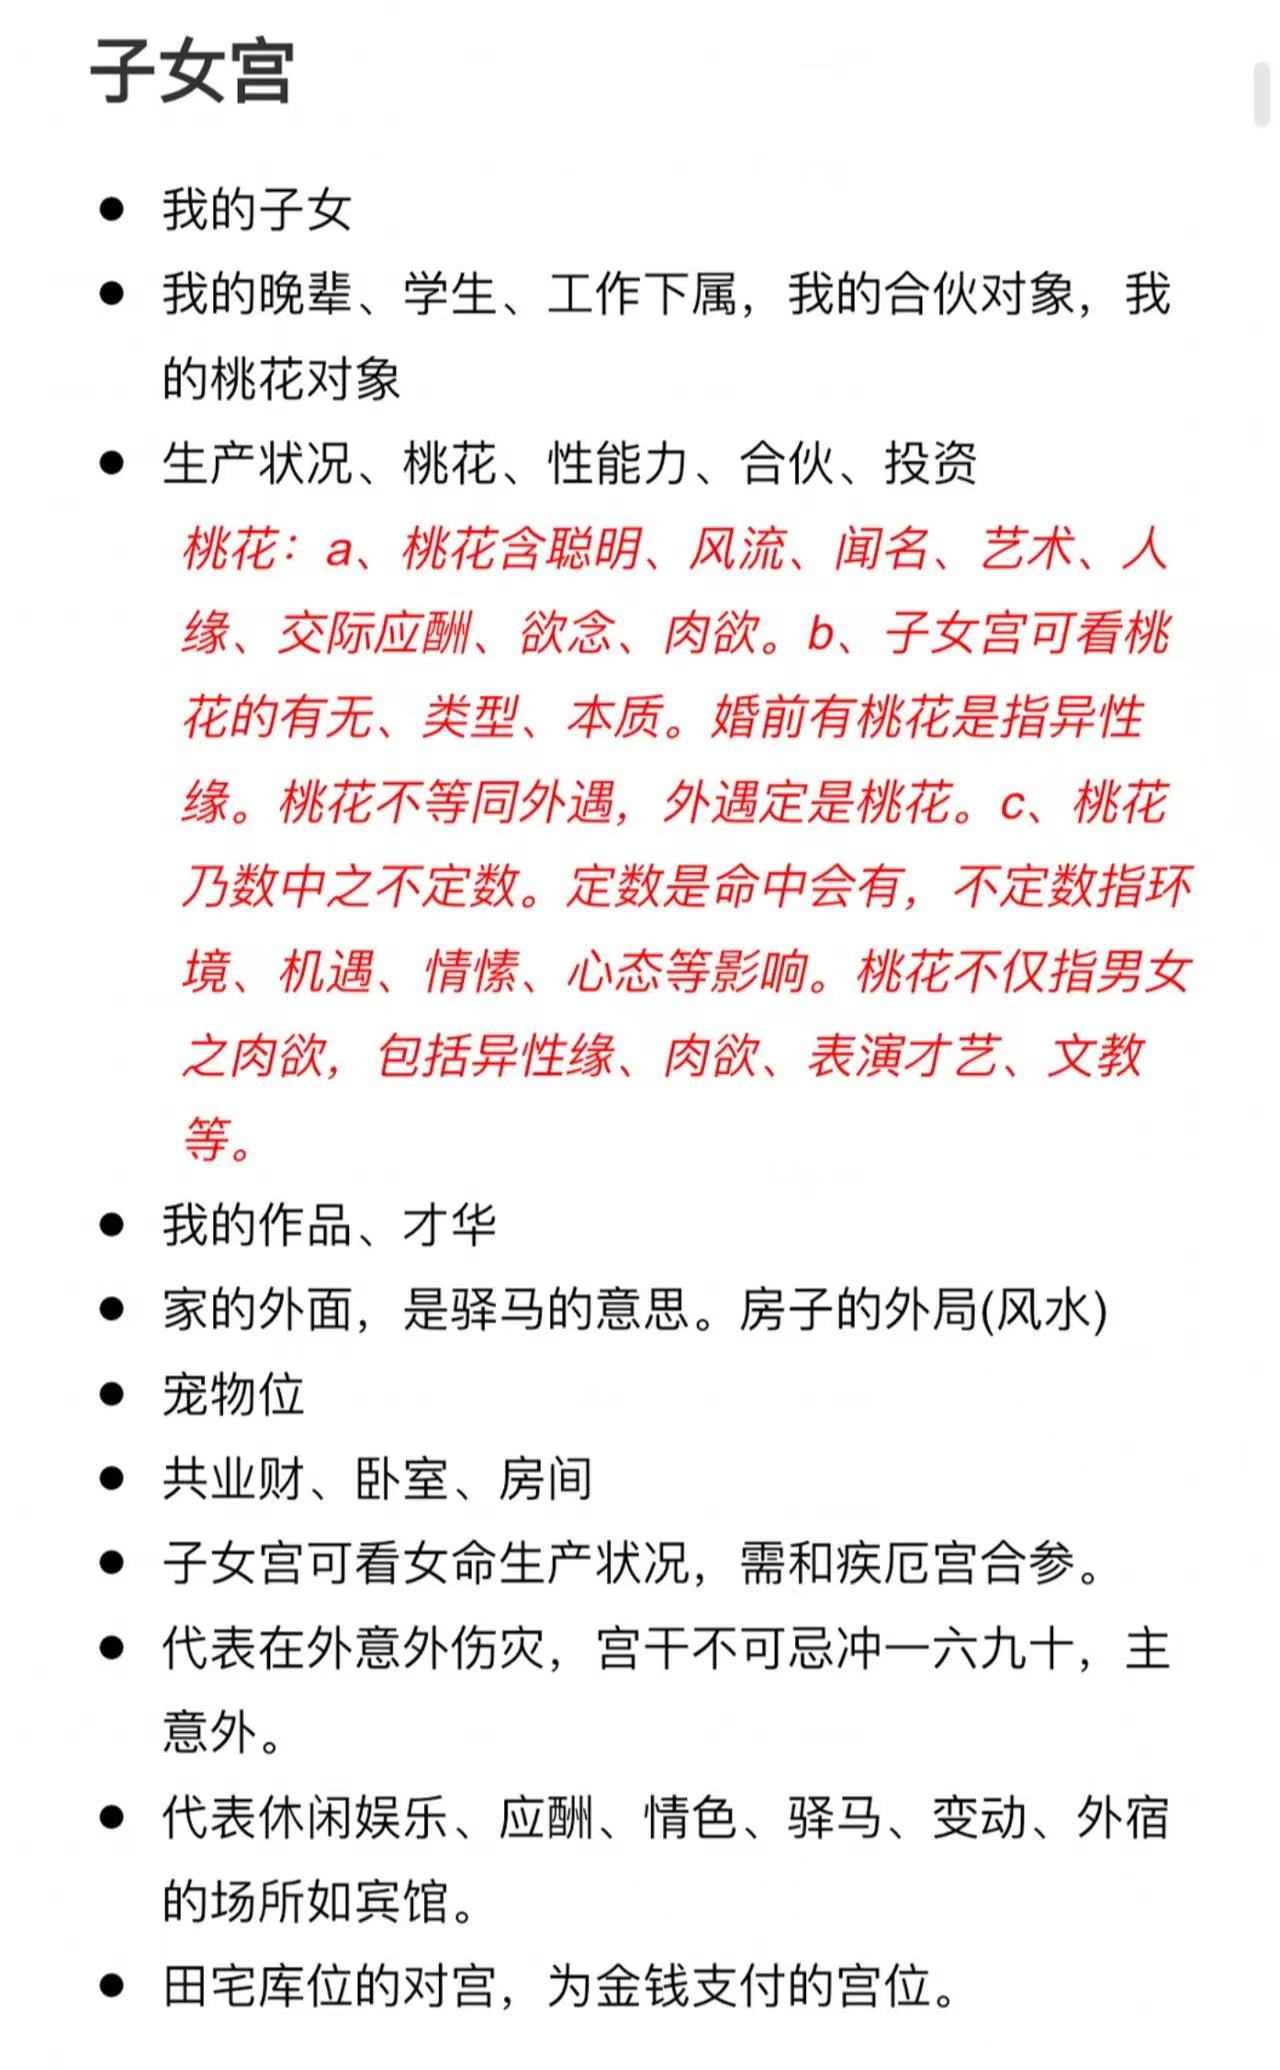 子女宫
● 我的子女
● 我的晚辈、学生、工作下属，我的合伙对象，我
的桃花对象
● 生产状况、桃花、性能力、合伙、投资
桃花：a、桃花含聪明、风流、闻名、艺术、人
缘、交际应酬、欲念、肉欲。b、子女宫可看桃
花的有无、类型、本质。婚前有桃花是指异性
缘。桃花不等同外遇，外遇定是桃花。c、桃花
乃数中之不定数。定数是命中会有，不定数指环
境、机遇、情愫、心态等影响。桃花不仅指男女
之肉欲，包括异性缘、肉欲、表演才艺、文教
等。
● 我的作品、才华
● 家的外面，是驿马的意思。房子的外局(风水)
● 宠物位
● 共业财、卧室、房间
● 子女宫可看女命生产状况，需和疾厄宫合参。
● 代表在外意外伤灾，宫干不可忌冲一六九十，主
意外。
● 代表休闲娱乐、应酬、情色、驿马、变动、外宿
的场所如宾馆。
● 田宅库位的对宫，为金钱支付的宫位。